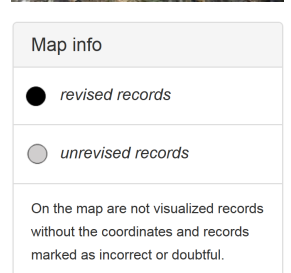 Map info
revised records
unrevised records
On the map are not visualized records
without the coordinates and records
marked as incorrect or doubtful.